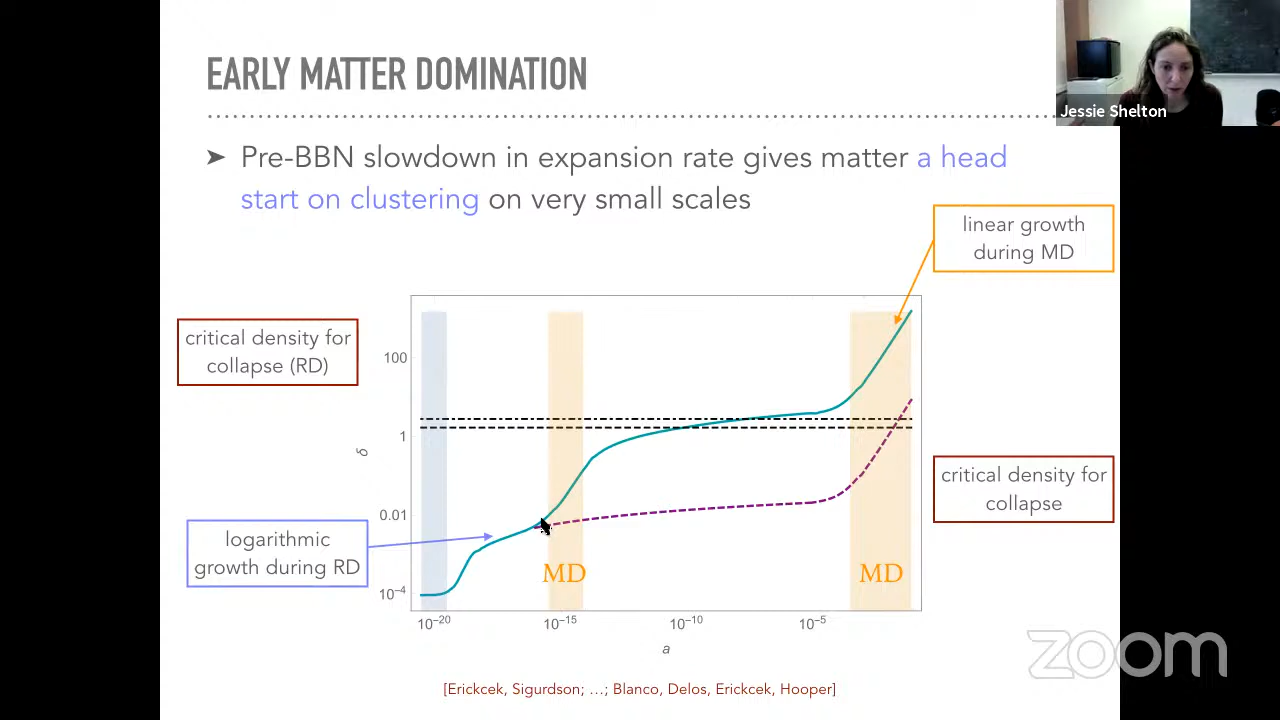 EARLY MATTER DOMINATION
Jessie Shelton
➤ Pre-BBN slowdown in expansion rate gives matter a head
start on clustering on very small scales
linear growth
during MD
critical density for
collapse (RD)
100
1
δ
0.01
10⁻⁴
critical density for
collapse
logarithmic
growth during RD
MD
MD
10⁻²⁰
10⁻¹⁵
10⁻¹⁰
10⁻⁵
a
zoom
[Erickcek, Sigurdson; …; Blanco, Delos, Erickcek, Hooper]